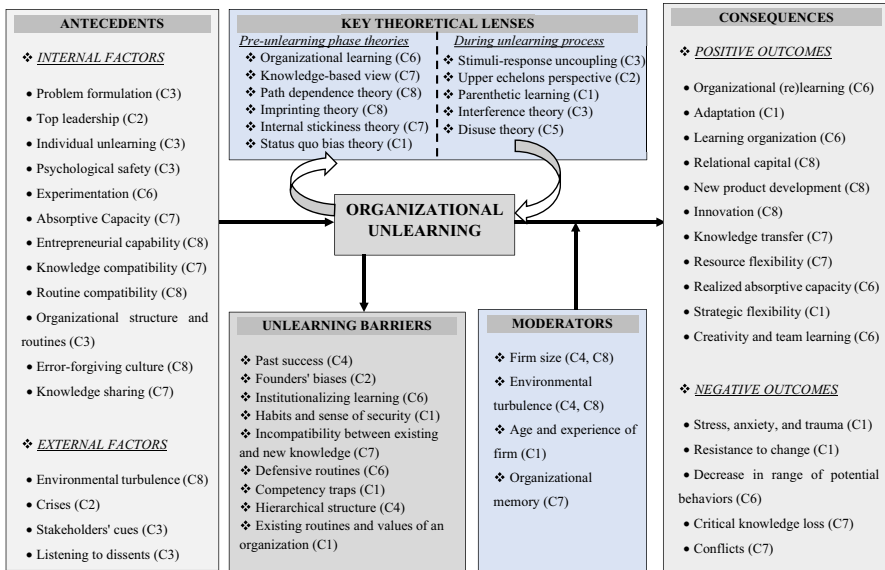 ANTECEDENTS
❖ INTERNAL FACTORS
• Problem formulation (C3)
• Top leadership (C2)
• Individual unlearning (C3)
• Psychological safety (C3)
• Experimentation (C6)
• Absorptive Capacity (C7)
• Entrepreneurial capability (C8)
• Knowledge compatibility (C7)
• Routine compatibility (C8)
• Organizational structure and
routines (C3)
• Error-forgiving culture (C8)
• Knowledge sharing (C7)
❖ EXTERNAL FACTORS
• Environmental turbulence (C8)
• Crises (C2)
• Stakeholders' cues (C3)
• Listening to dissents (C3)
KEY THEORETICAL LENSES
Pre-unlearning phase theories
❖ Organizational learning (C6)
❖ Knowledge-based view (C7)
❖ Path dependence theory (C8)
❖ Imprinting theory (C8)
❖ Internal stickiness theory (C7)
❖ Status quo bias theory (C1)
During unlearning process
❖ Stimuli-response uncoupling (C3)
❖ Upper echelons perspective (C2)
❖ Parenthetic learning (C1)
❖ Interference theory (C3)
❖ Disuse theory (C5)
ORGANIZATIONAL
UNLEARNING
UNLEARNING BARRIERS
❖ Past success (C4)
❖ Founders' biases (C2)
❖ Institutionalizing learning (C6)
❖ Habits and sense of security (C1)
❖ Incompatibility between existing
and new knowledge (C7)
❖ Defensive routines (C6)
❖ Competency traps (C1)
❖ Hierarchical structure (C4)
❖ Existing routines and values of an
organization (C1)
MODERATORS
❖ Firm size (C4, C8)
❖ Environmental
turbulence (C4, C8)
❖ Age and experience of
firm (C1)
❖ Organizational
memory (C7)
CONSEQUENCES
❖ POSITIVE OUTCOMES
• Organizational (re)learning (C6)
• Adaptation (C1)
• Learning organization (C6)
• Relational capital (C8)
• New product development (C8)
• Innovation (C8)
• Knowledge transfer (C7)
• Resource flexibility (C7)
• Realized absorptive capacity (C6)
• Strategic flexibility (C1)
• Creativity and team learning (C6)
❖ NEGATIVE OUTCOMES
• Stress, anxiety, and trauma (C1)
• Resistance to change (C1)
• Decrease in range of potential
behaviors (C6)
• Critical knowledge loss (C7)
• Conflicts (C7)